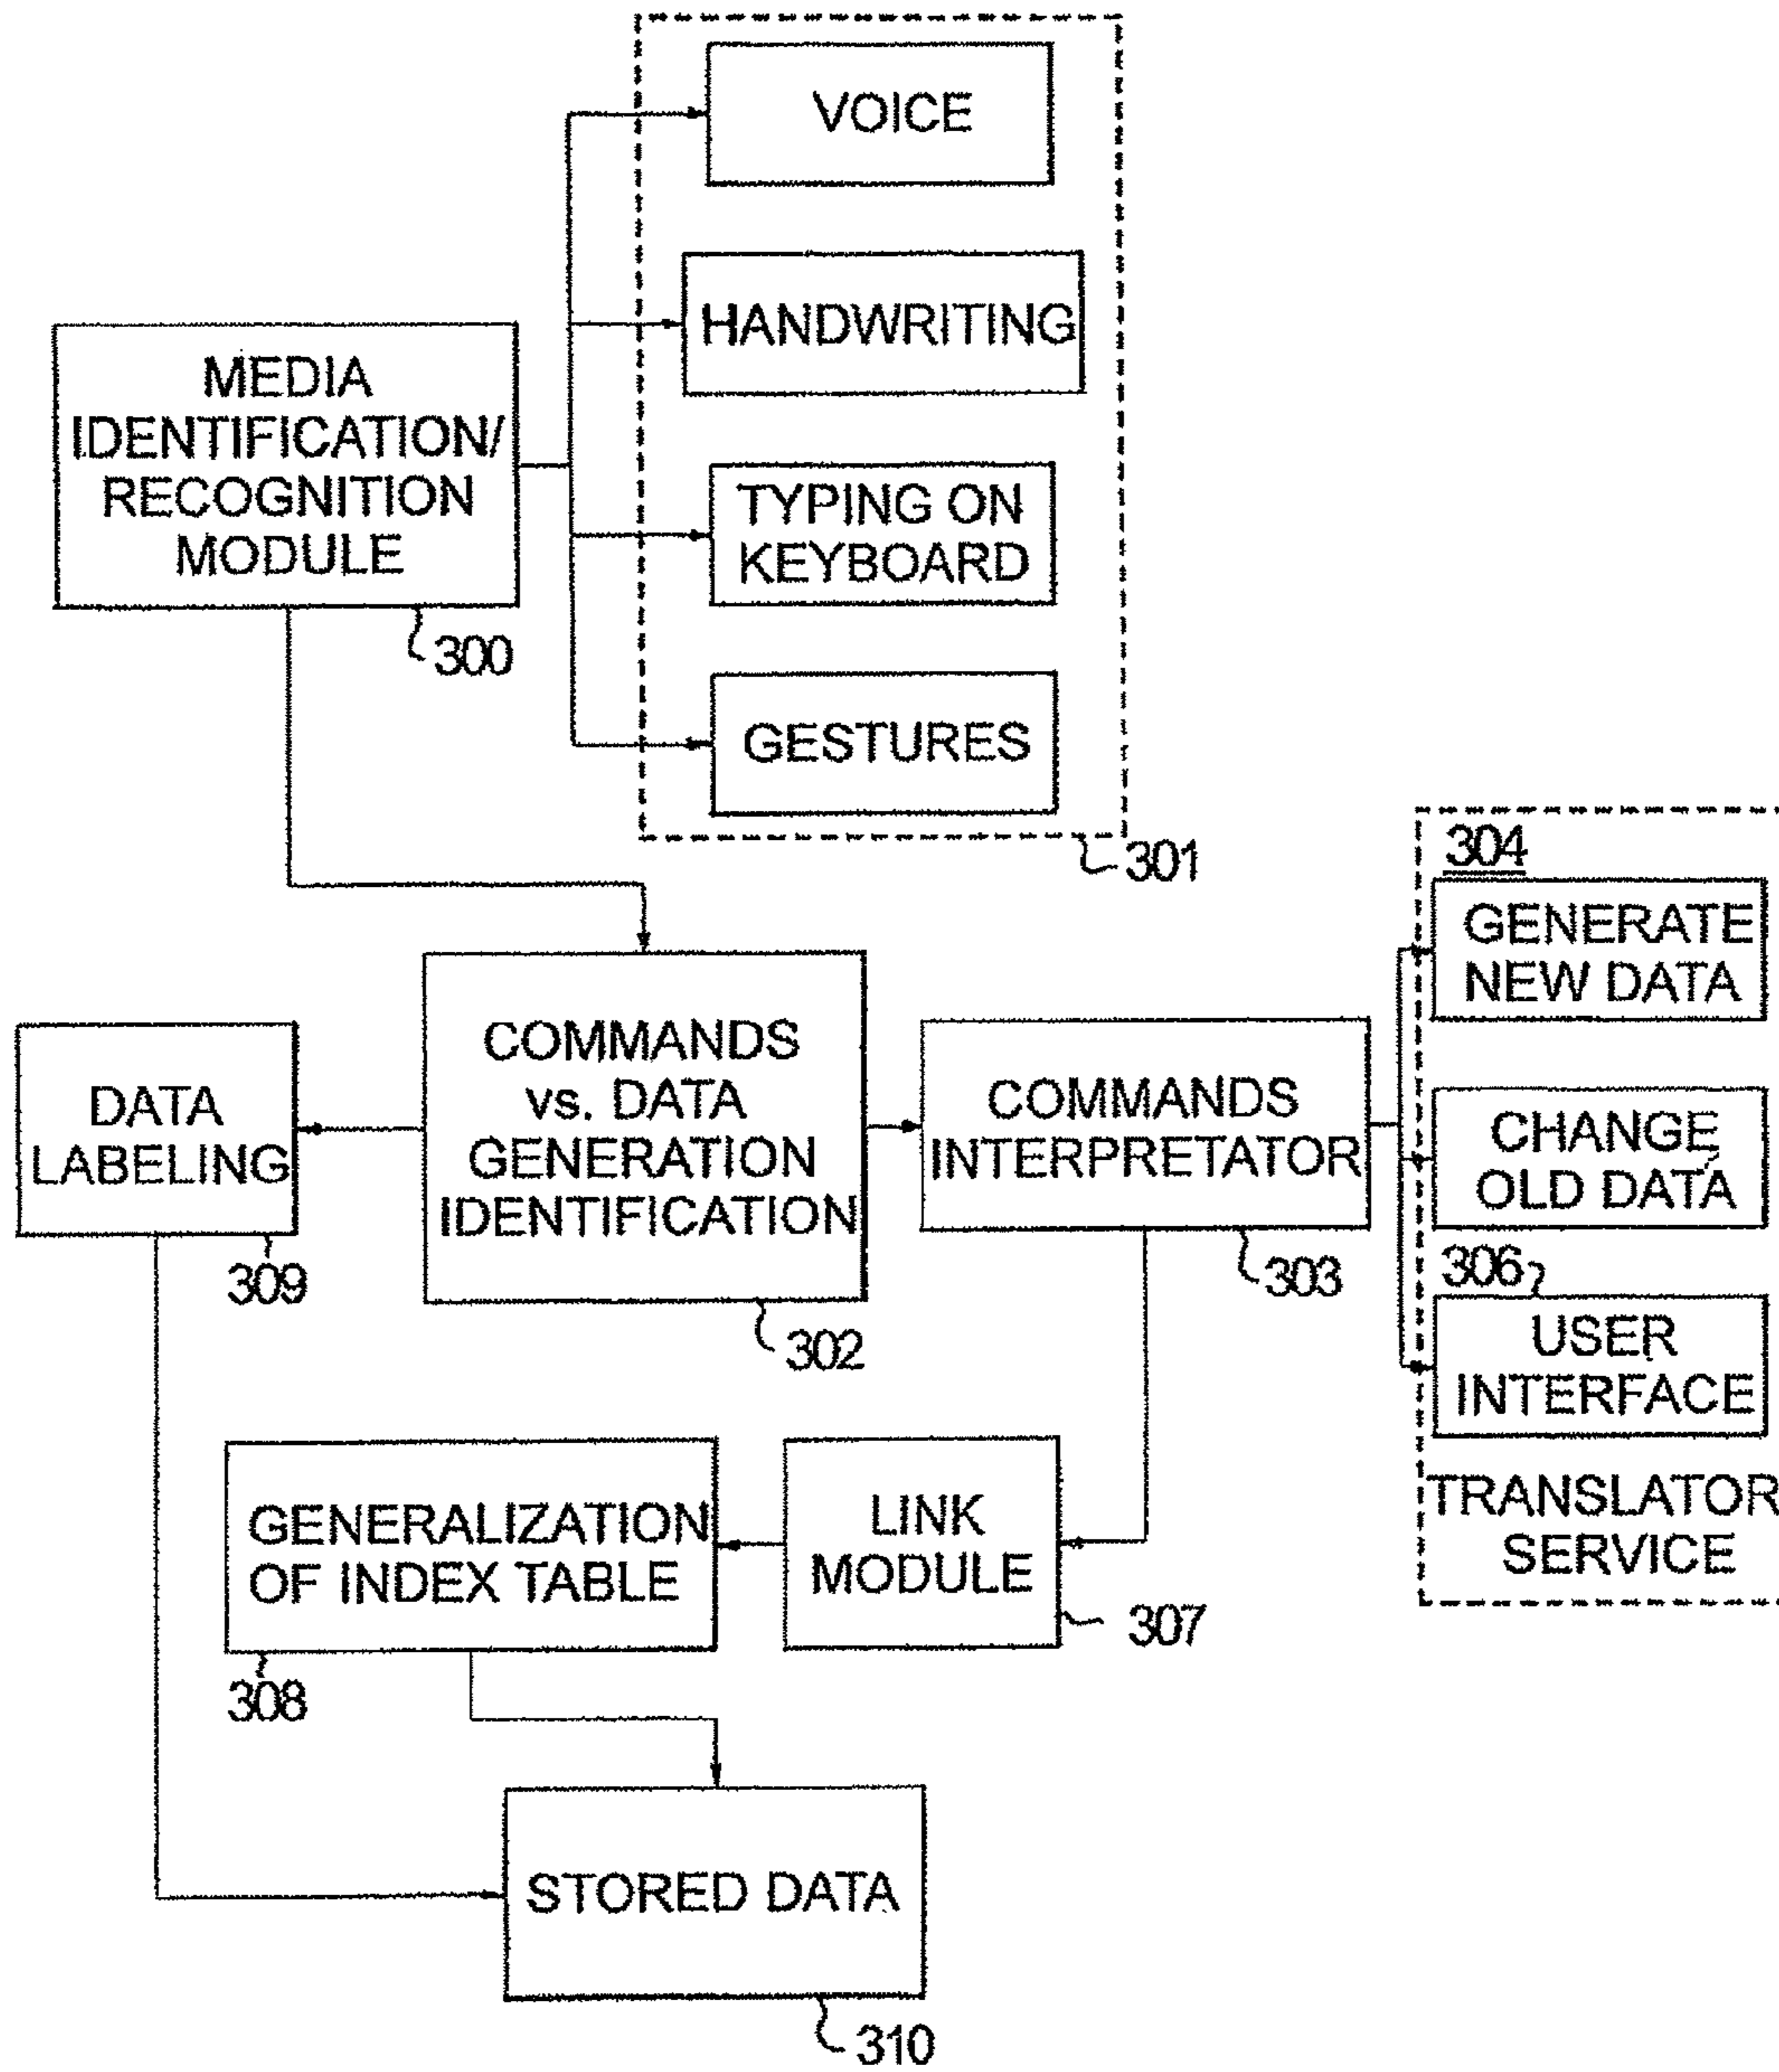 VOICE
HANDWRITING
MEDIA
IDENTIFICATION/
RECOGNITION
MODULE
300
TYPING ON
KEYBOARD
GESTURES
301
304
GENERATE
NEW DATA
COMMANDS
vs. DATA
GENERATION
IDENTIFICATION
302
COMMANDS
INTERPRETATOR
303
DATA
LABELING
309
CHANGE
OLD DATA
306
USER
INTERFACE
TRANSLATOR
SERVICE
GENERALIZATION
OF INDEX TABLE
308
LINK
MODULE
307
STORED DATA
310